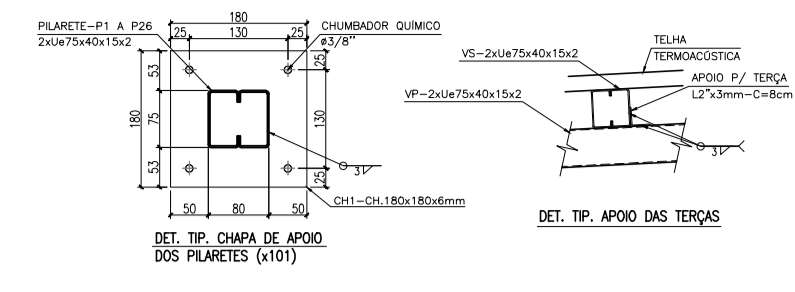 PILARETE-P1 A P26
2xUe75x40x15x2
180
25
130
25
CHUMBADOR QUÍMICO
ø3/8''
53
25
180
75
130
53
25
3
50
80
50
CH1-CH.180x180x6mm
DET. TIP. CHAPA DE APOIO
DOS PILARETES (x101)
VS-2xUe75x40x15x2
TELHA
TERMOACÚSTICA
VP-2xUe75x40x15x2
APOIO P/ TERÇA
L2"x3mm-C=8cm
3
DET. TIP. APOIO DAS TERÇAS